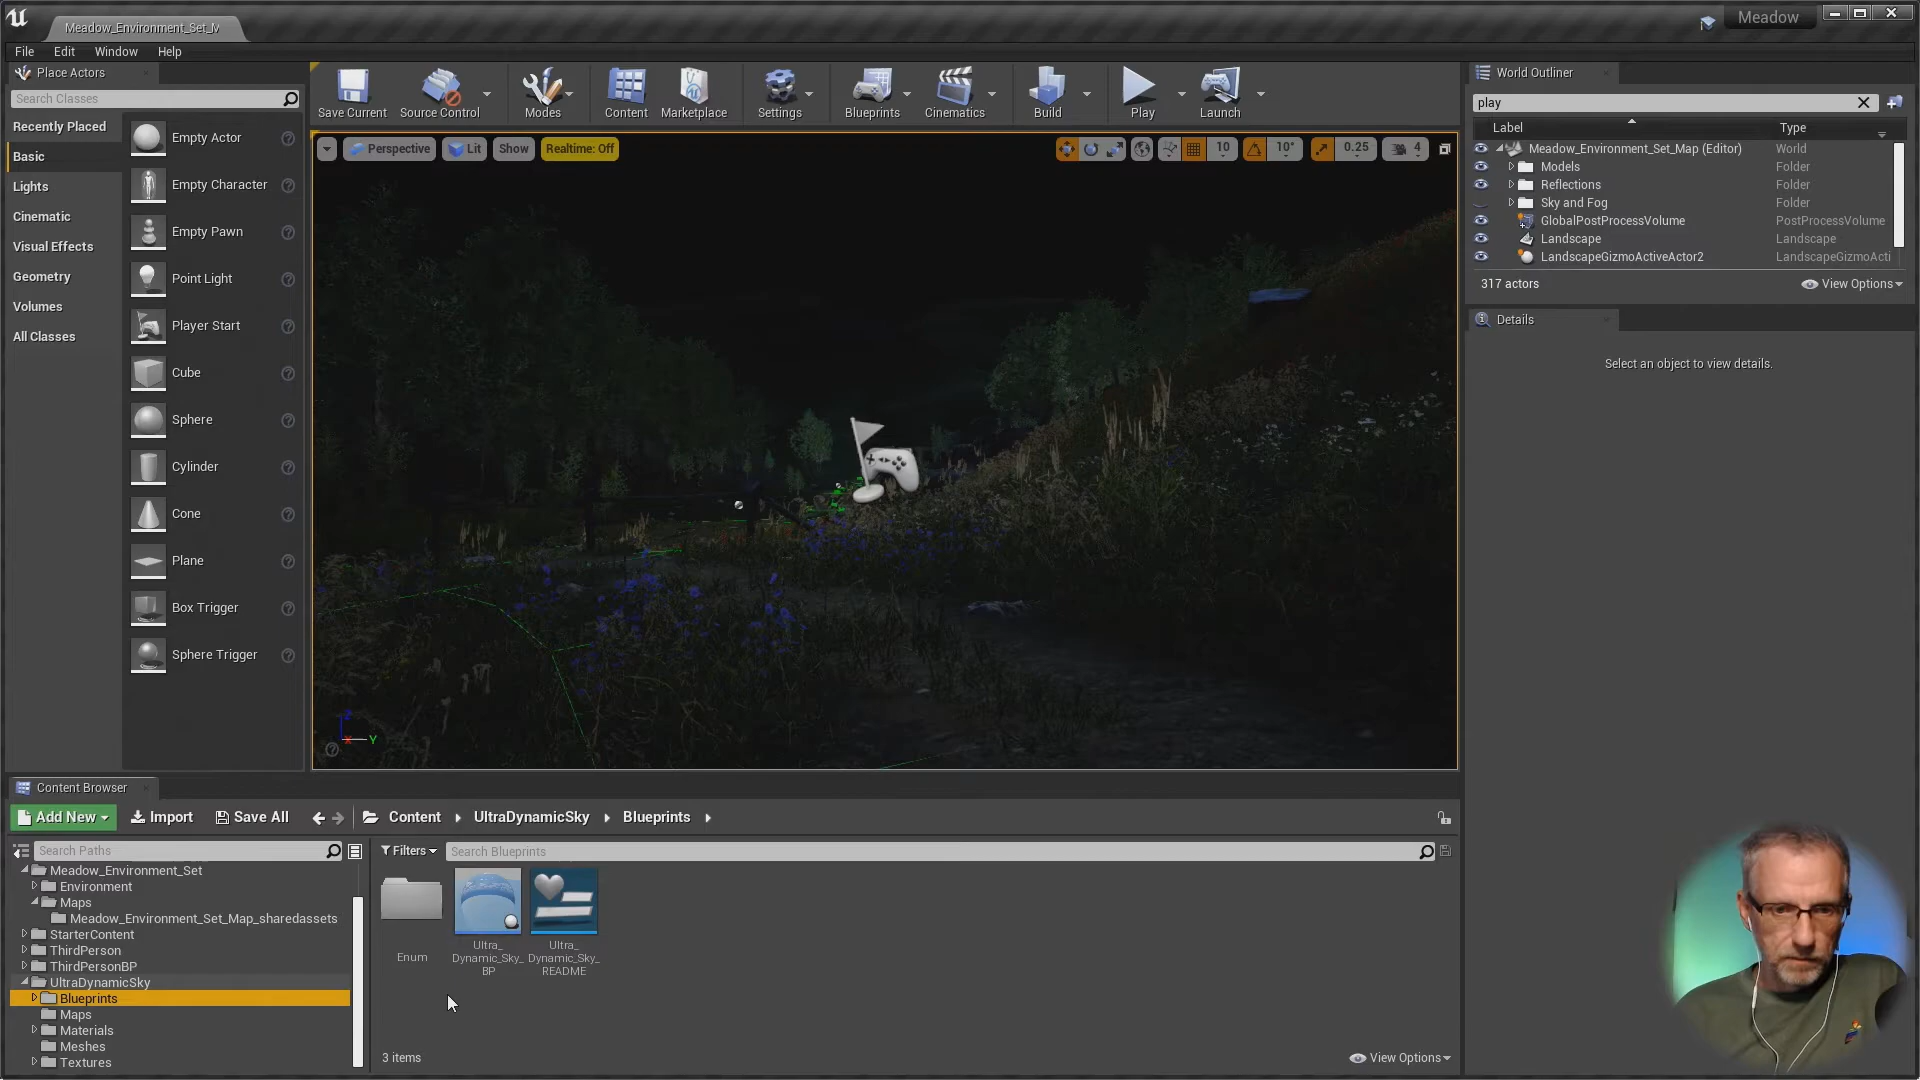 Meadow_Environment_Set_M
Meadow
File Edit Window Help
Place Actors
Search Classes
Recently Placed
Basic
Lights
Cinematic
Visual Effects
Geometry
Volumes
All Classes
Empty Actor
Empty Character
Empty Pawn
Point Light
Player Start
Cube
Sphere
Cylinder
Cone
Plane
Box Trigger
Sphere Trigger
Save Current Source Control Modes Content Marketplace Settings Blueprints Cinematics Build Play Launch
Perspective Lit Show Realtime: Off 10 10° 0.25 4
X Y
World Outliner
play
Label Type
Meadow_Environment_Set_Map (Editor) World
Models Folder
Reflections Folder
Sky and Fog Folder
GlobalPostProcessVolume PostProcessVolume
Landscape Landscape
LandscapeGizmoActiveActor2 LandscapeGizmoActi
317 actors View Options
Details
Select an object to view details.
Content Browser
Add New Import Save All Content UltraDynamicSky Blueprints
Search Paths
Meadow_Environment_Set
Environment
Maps
Meadow_Environment_Set_Map_sharedassets
StarterContent
ThirdPerson
ThirdPersonBP
UltraDynamicSky
Blueprints
Maps
Materials
Meshes
Textures
Filters Search Blueprints
Enum
Ultra_
Dynamic_Sky_
BP
Ultra_
Dynamic_Sky_
README
3 items View Options